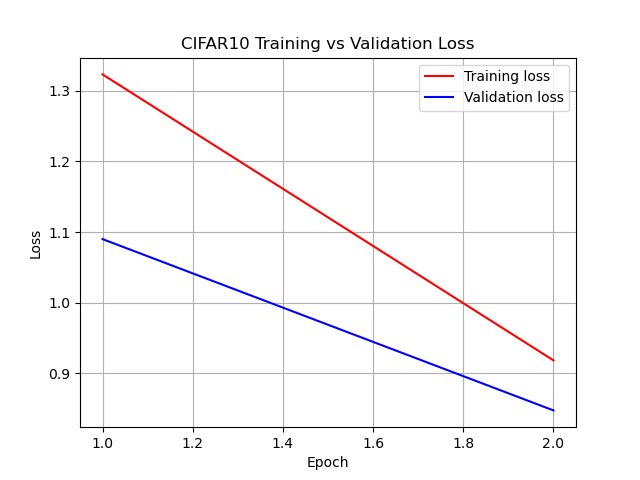 CIFAR10 Training vs Validation Loss
Training loss
Validation loss
1.3
1.2
1.1
1.0
0.9
Loss
1.0 1.2 1.4 1.6 1.8 2.0
Epoch